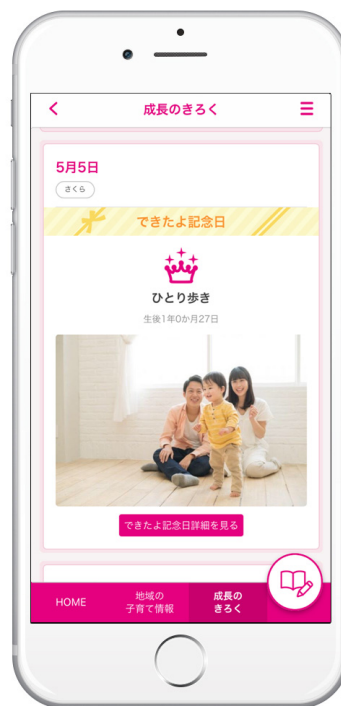 成長のきろく
5月5日
さくら
できたよ記念日
ひとり歩き
生後1年0か月27日
できたよ記念日詳細を見る
HOME
地域の
子育て情報
成長の
きろく